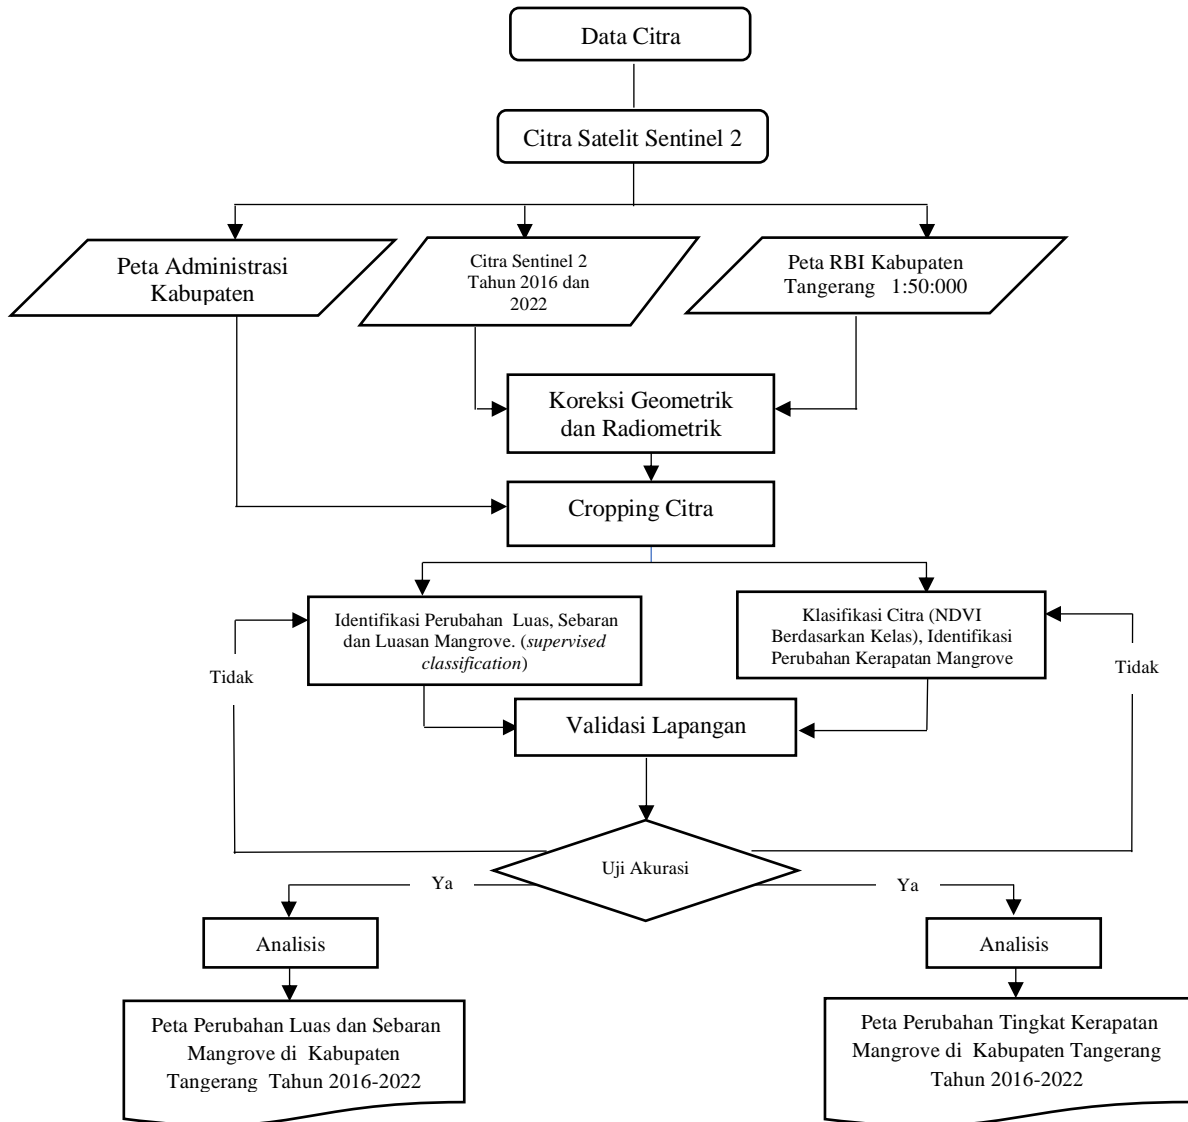 Data Citra
Citra Satelit Sentinel 2
Peta Administrasi
Kabupaten
Citra Sentinel 2
Tahun 2016 dan
2022
Peta RBI Kabupaten
Tangerang 1:50:000
Koreksi Geometrik
dan Radiometrik
Cropping Citra
Identifikasi Perubahan Luas, Sebaran
dan Luasan Mangrove. (supervised
classification)
Klasifikasi Citra (NDVI
Berdasarkan Kelas), Identifikasi
Perubahan Kerapatan Mangrove
Tidak
Tidak
Validasi Lapangan
Uji Akurasi
Ya
Ya
Analisis
Analisis
Peta Perubahan Luas dan Sebaran
Mangrove di Kabupaten
Tangerang Tahun 2016-2022
Peta Perubahan Tingkat Kerapatan
Mangrove di Kabupaten Tangerang
Tahun 2016-2022